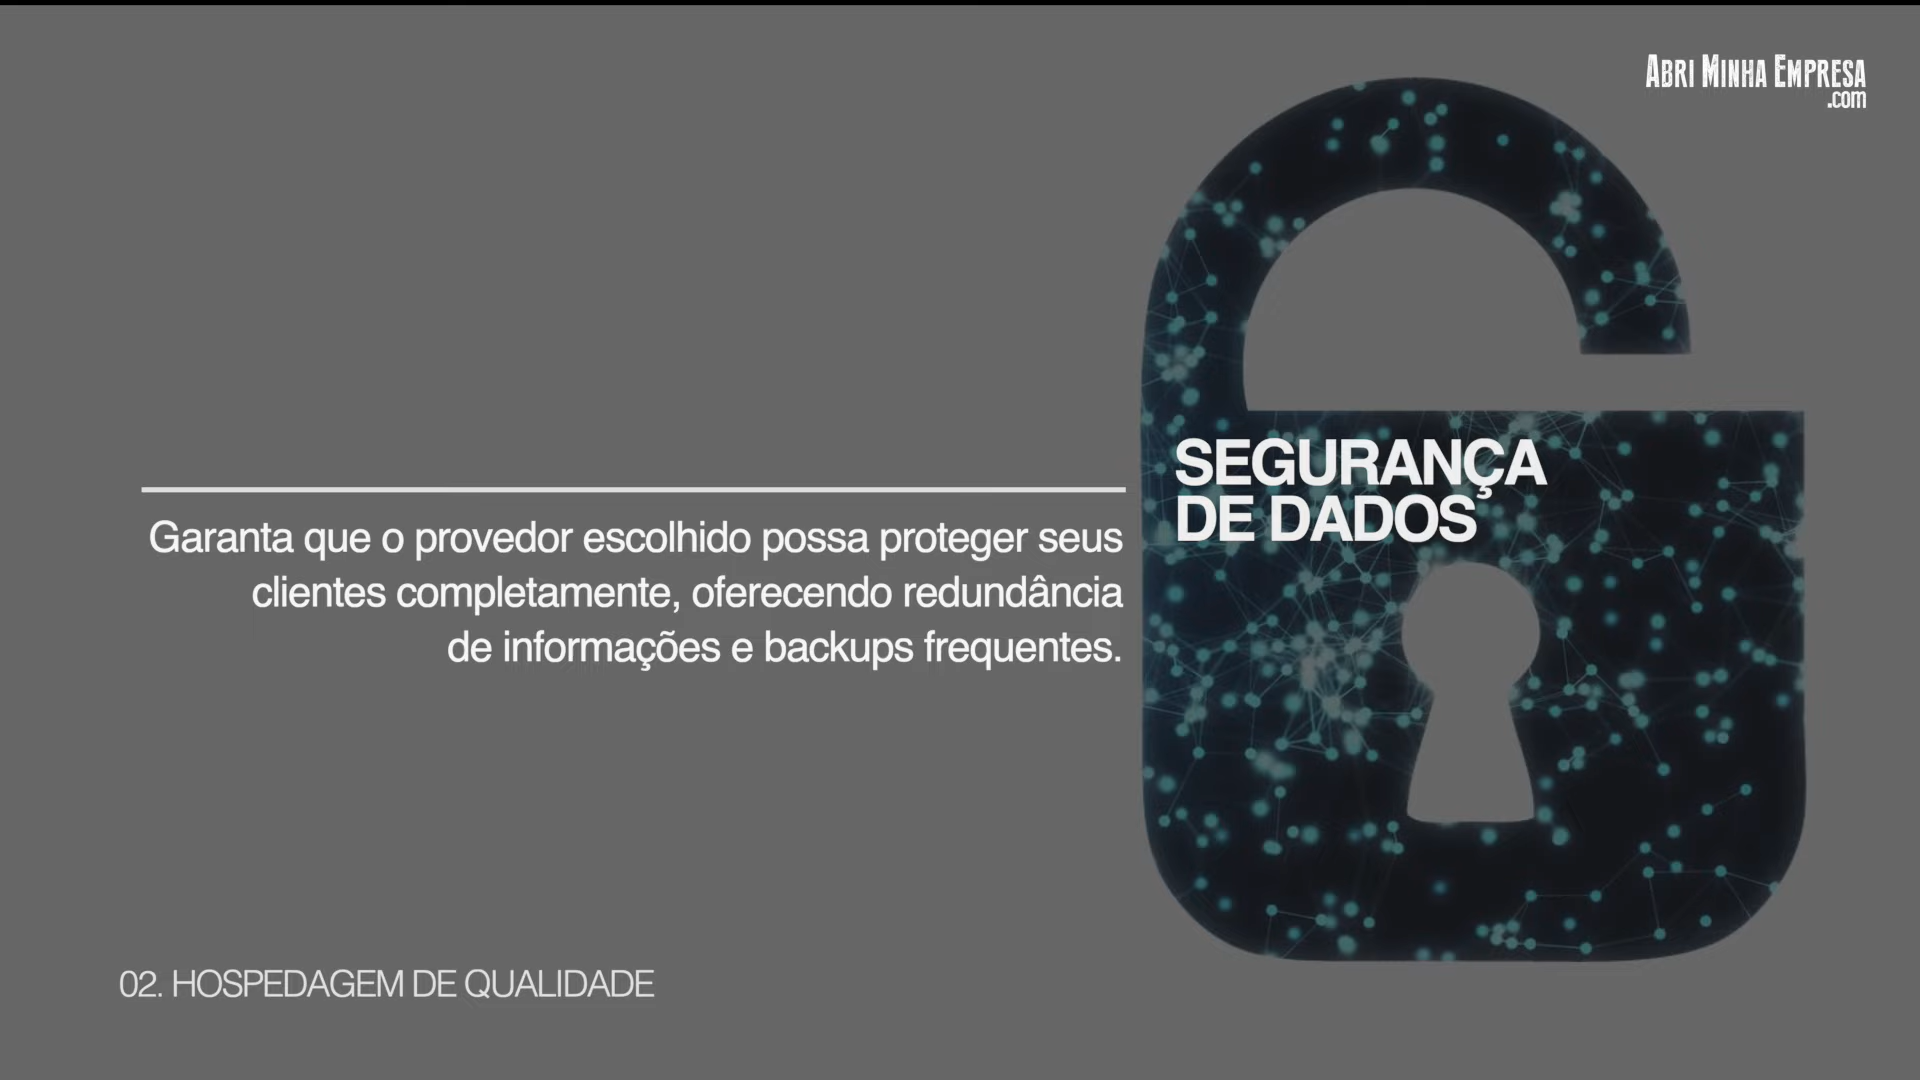 ABRI MINHA EMPRESA
.com
SEGURANÇA
DE DADOS
Garanta que o provedor escolhido possa proteger seus
clientes completamente, oferecendo redundância
de informações e backups frequentes.
02. HOSPEDAGEM DE QUALIDADE